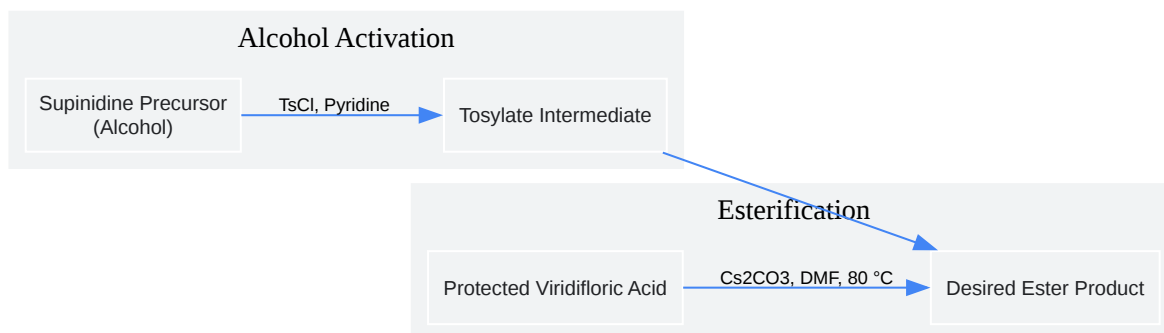 Alcohol Activation
Supinidine Precursor
(Alcohol)
TsCl, Pyridine
Tosylate Intermediate
Esterification
Protected Viridifloric Acid
Cs2CO3, DMF, 80 °C
Desired Ester Product